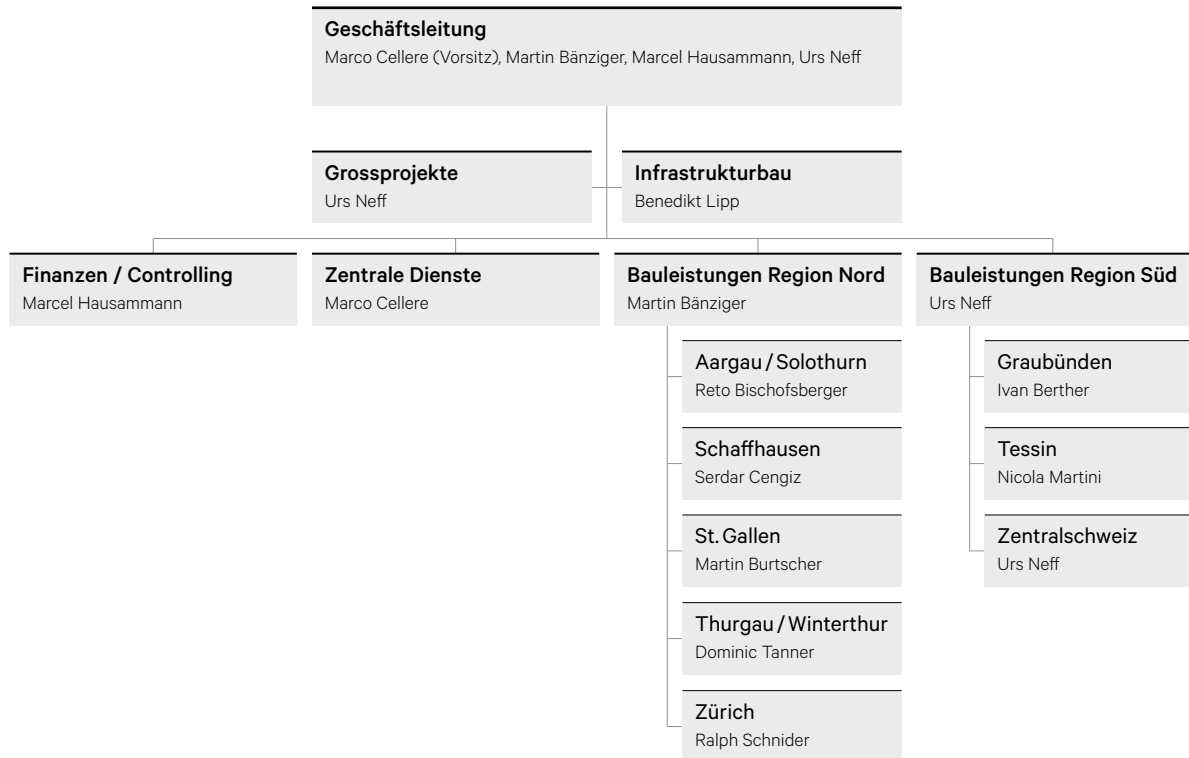 Geschäftsleitung
Marco Cellere (Vorsitz), Martin Bänziger, Marcel Hausammann, Urs Neff
Grossprojekte
Urs Neff
Infrastrukturbau
Benedikt Lipp
Finanzen / Controlling
Marcel Hausammann
Zentrale Dienste
Marco Cellere
Bauleistungen Region Nord
Martin Bänziger
Aargau / Solothurn
Reto Bischofsberger
Schaffhausen
Serdar Cengiz
St. Gallen
Martin Burtscher
Thurgau / Winterthur
Dominic Tanner
Zürich
Ralph Schnider
Bauleistungen Region Süd
Urs Neff
Graubünden
Ivan Berther
Tessin
Nicola Martini
Zentralschweiz
Urs Neff